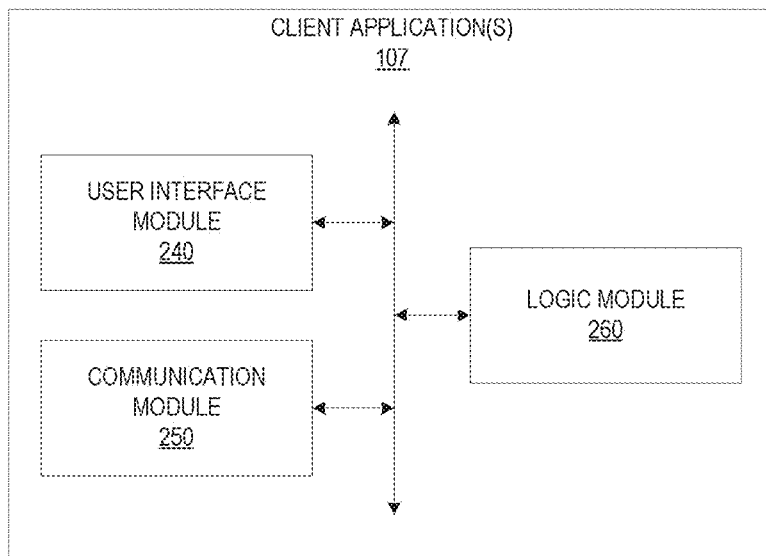 CLIENT APPLICATION(S)
107
USER INTERFACE
MODULE
240
LOGIC MODULE
260
COMMUNICATION
MODULE
250